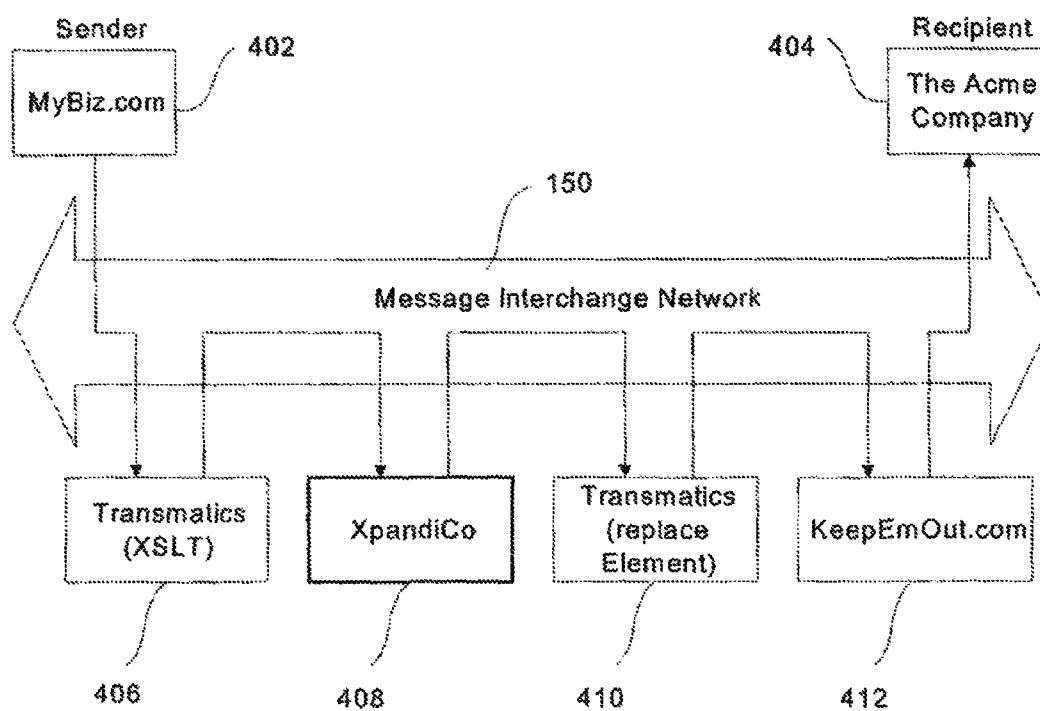 Sender
402
MyBiz.com
Recipient
404
The Acme
Company
150
Message Interchange Network
Transmatics
(XSLT)
XpandiCo
Transmatics
(replace
Element)
KeepEmOut.com
406
408
410
412